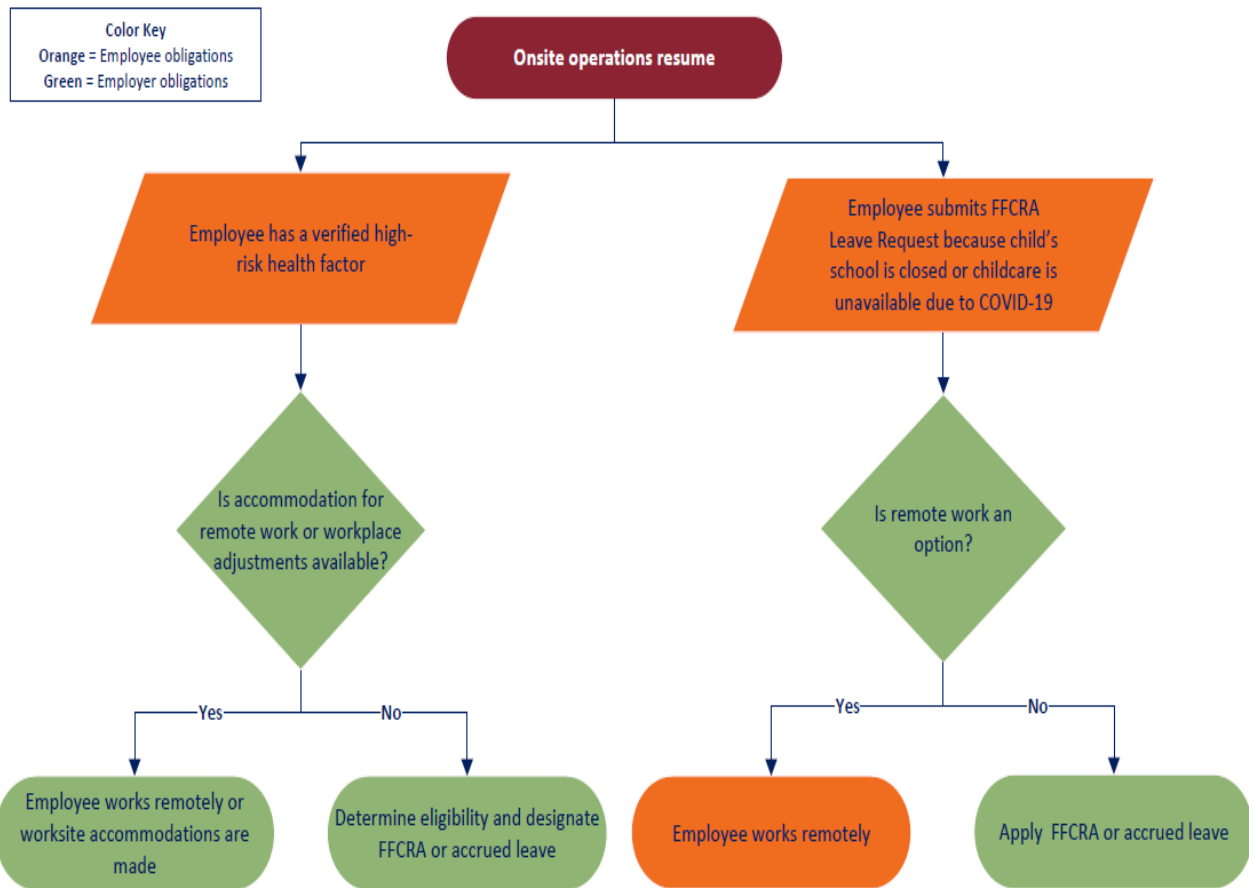 Color Key
Orange = Employee obligations
Green = Employer obligations
Onsite operations resume
Employee has a verified high-
risk health factor
Employee submits FFCRA
Leave Request because child's
school is closed or childcare is
unavailable due to COVID-19
Is accommodation for
remote work or workplace
adjustments available?
Is remote work an
option?
Yes
No
Yes
No
Employee works remotely or
worksite accommodations are
made
Determine eligibility and designate
FFCRA or accrued leave
Employee works remotely
Apply FFCRA or accrued leave